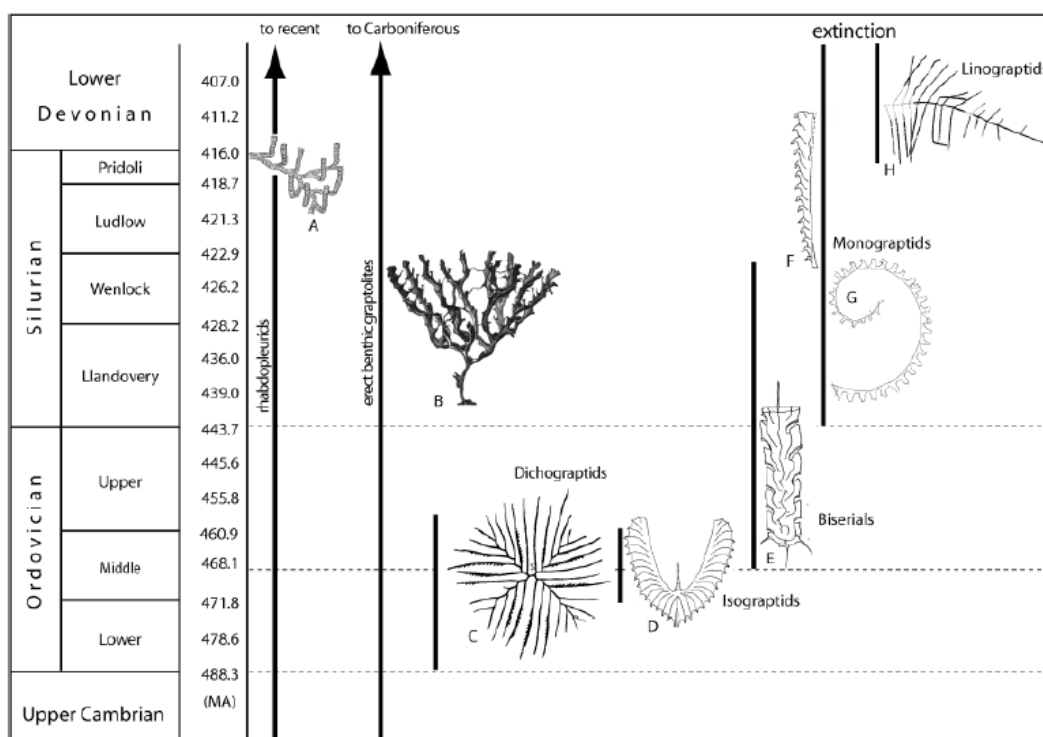 to recent
to Carboniferous
extinction
Lower
Devonian
Silurian
Pridoli
Ludlow
Wenlock
Llandovery
Ordovician
Upper
Middle
Lower
Upper Cambrian
407.0
411.2
416.0
418.7
421.3
422.9
426.2
428.2
436.0
439.0
443.7
445.6
455.8
460.9
468.1
471.8
478.6
488.3
(MA)
rhabdopleurids
A
erect benthic graptolites
B
Dichograptids
s
C
Isograptids
D
Biserials
E
Monograptids
F
G
Linograptids
H